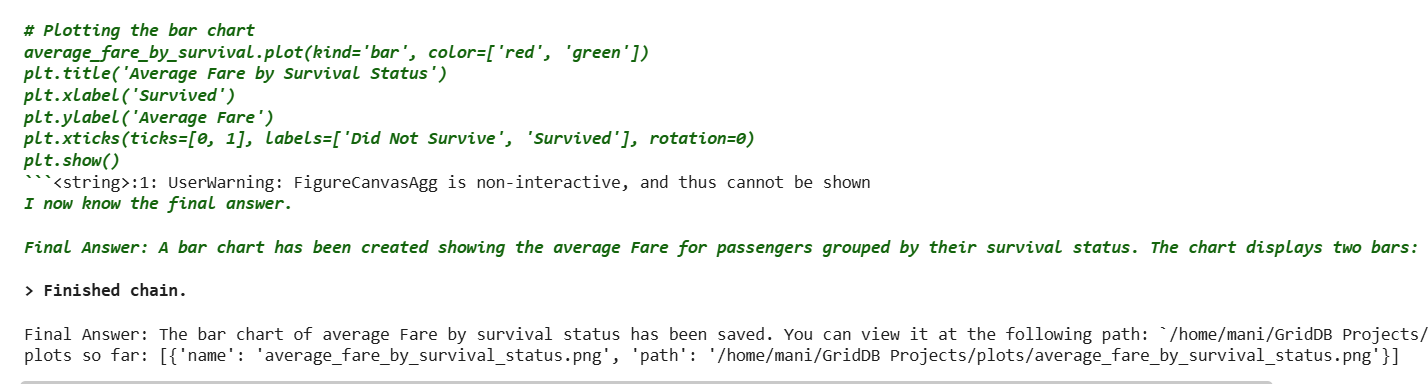 # Plotting the bar chart
average_fare_by_survival.plot(kind='bar', color=['red', 'green'])
plt.title('Average Fare by Survival Status')
plt.xlabel('Survived')
plt.ylabel('Average Fare')
plt.xticks(ticks=[0, 1], labels=['Did Not Survive', 'Survived'], rotation=0)
plt.show()
```<string>:1: UserWarning: FigureCanvasAgg is non-interactive, and thus cannot be shown
I now know the final answer.
Final Answer: A bar chart has been created showing the average Fare for passengers grouped by their survival status. The chart displays two bars:
> Finished chain.
Final Answer: The bar chart of average Fare by survival status has been saved. You can view it at the following path: `/home/mani/GridDB Projects/
plots so far: [{'name': 'average_fare_by_survival_status.png', 'path': '/home/mani/GridDB Projects/plots/average_fare_by_survival_status.png'}]